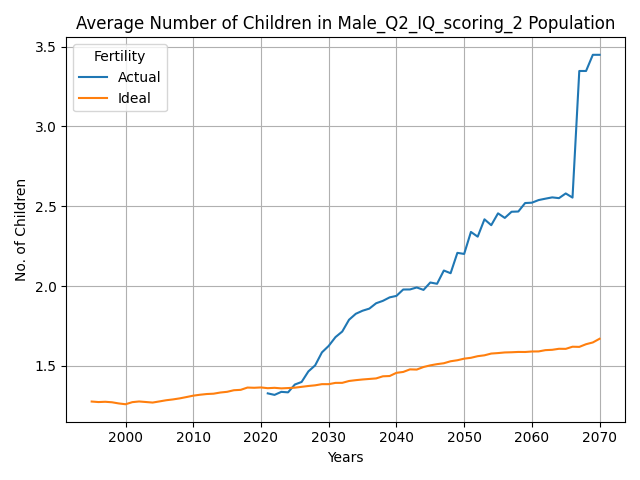 Average Number of Children in Male_Q2_IQ_scoring_2 Population
Fertility
Actual
Ideal
3.5
3.0
2.5
2.0
1.5
No. of Children
2000
2010
2020
2030
2040
2050
2060
2070
Years